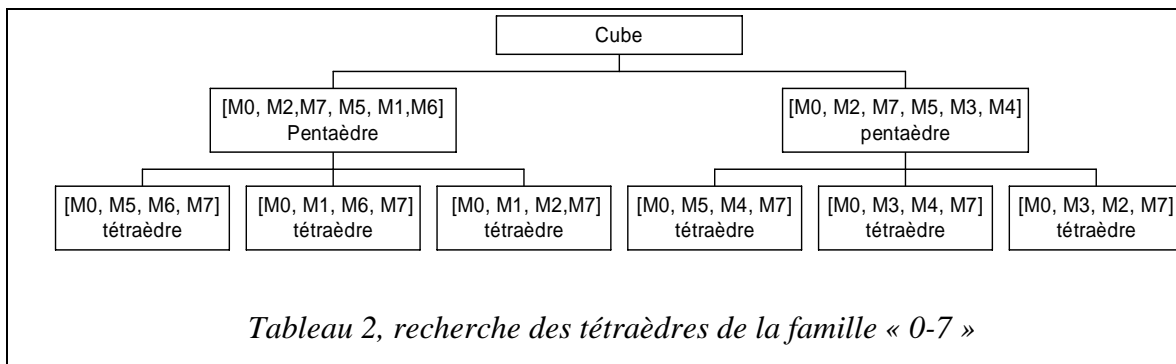 Cube
[M0, M2,M7, M5, M1,M6]
Pentaèdre
[M0, M2, M7, M5, M3, M4]
pentaèdre
[M0, M5, M6, M7]
tétraèdre
[M0, M1, M6, M7]
tétraèdre
[M0, M1, M2,M7]
tétraèdre
[M0, M5, M4, M7]
tétraèdre
[M0, M3, M4, M7]
tétraèdre
[M0, M3, M2, M7]
tétraèdre
Tableau 2, recherche des tétraèdres de la famille « 0-7 »